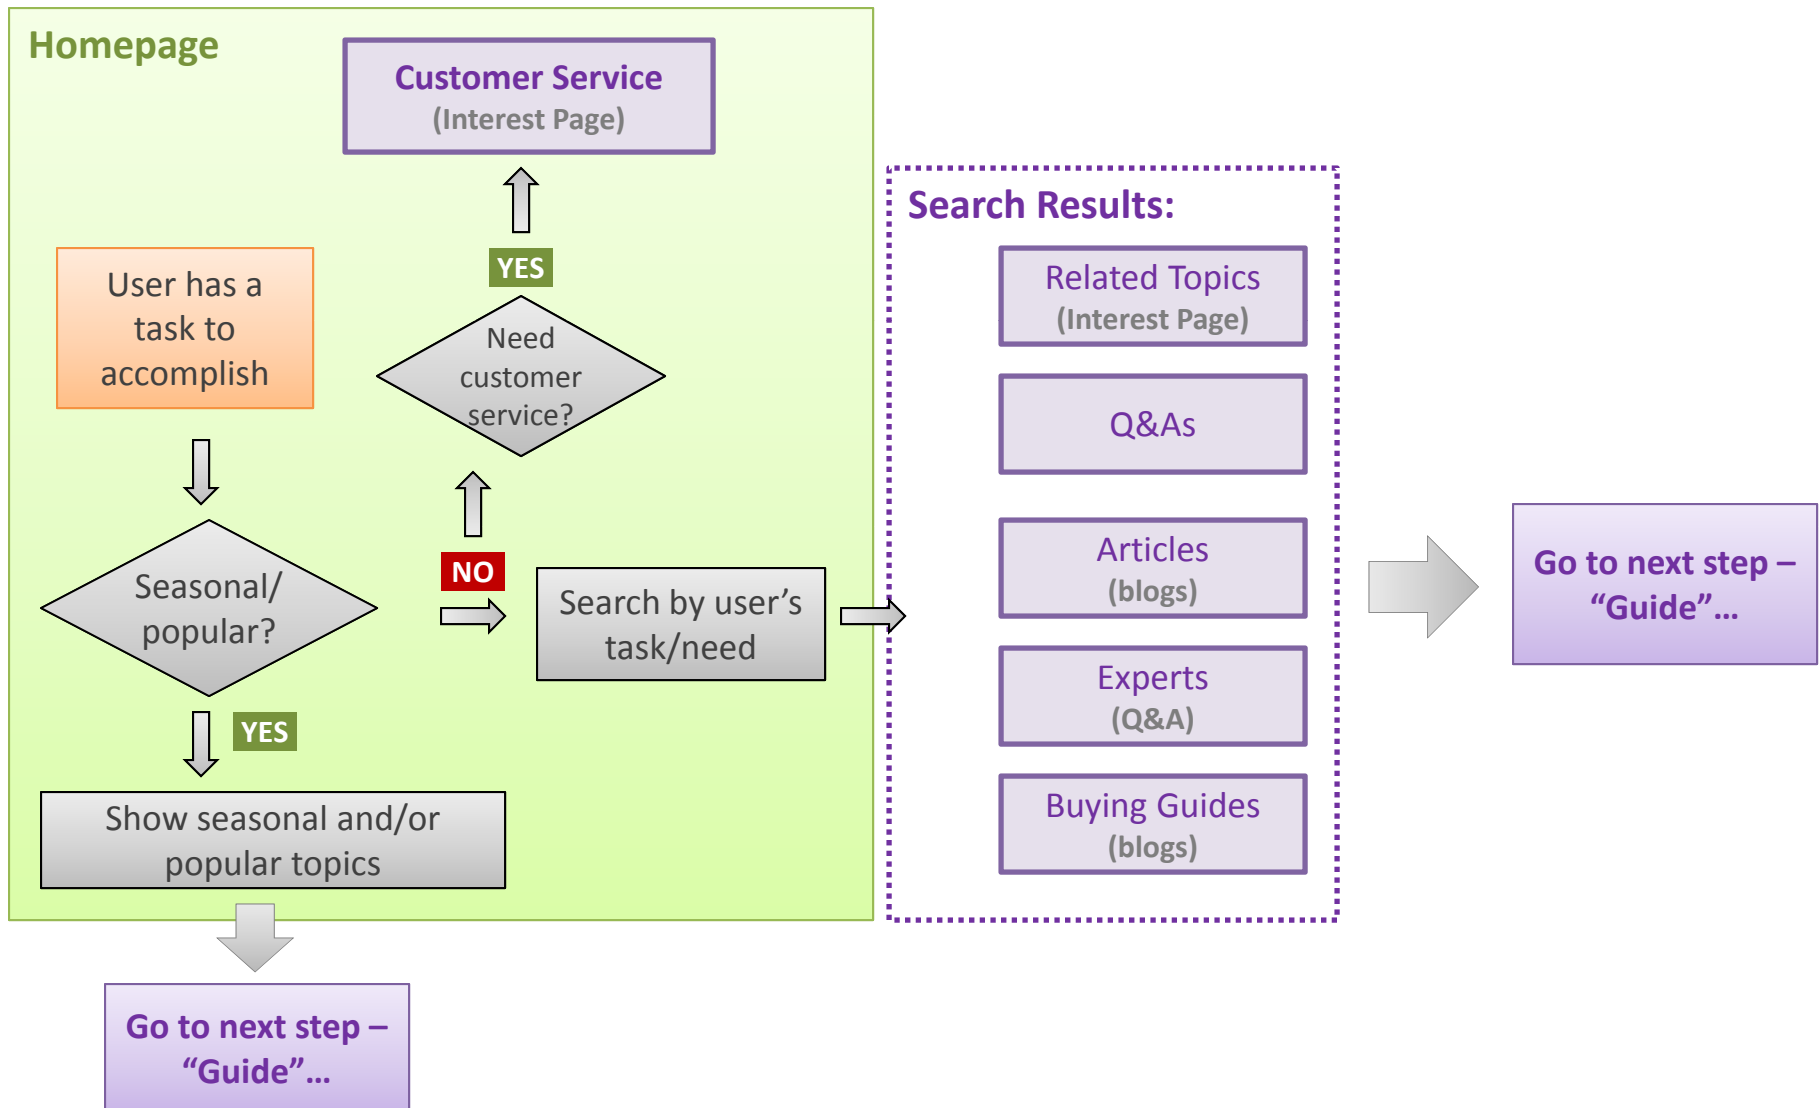 Homepage
Customer Service
(Interest Page)
YES
User has a
task to
accomplish
Need
customer
service?
NO
Seasonal/
popular?
Search by user’s
task/need
YES
Show seasonal and/or
popular topics
Go to next step –
“Guide”…
Search Results:
Related Topics
(Interest Page)
Q&As
Articles
(blogs)
Experts
(Q&A)
Buying Guides
(blogs)
Go to next step –
“Guide”…